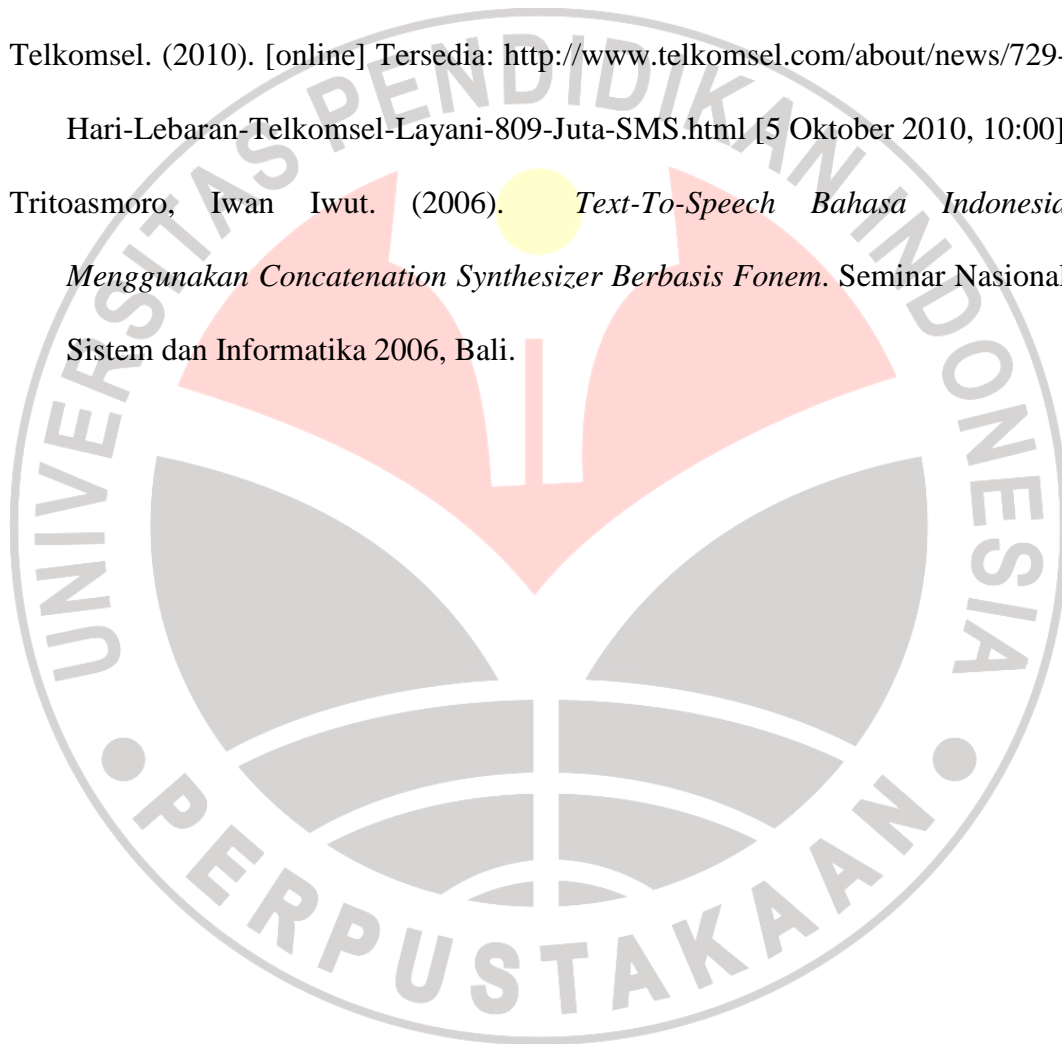 Telkomsel. (2010). [online] Tersedia: http://www.telkomsel.com/about/news/729-
Hari-Lebaran-Telkomsel-Layani-809-Juta-SMS.html [5 Oktober 2010, 10:00]
Tritoasmoro, Iwan Iwut. (2006). Text-To-Speech Bahasa Indonesia
Menggunakan Concatenation Synthesizer Berbasis Fonem. Seminar Nasional
Sistem dan Informatika 2006, Bali.
UNIVERSITAS PENDIDIKAN INDONESIA
PERPUSTAKAAN